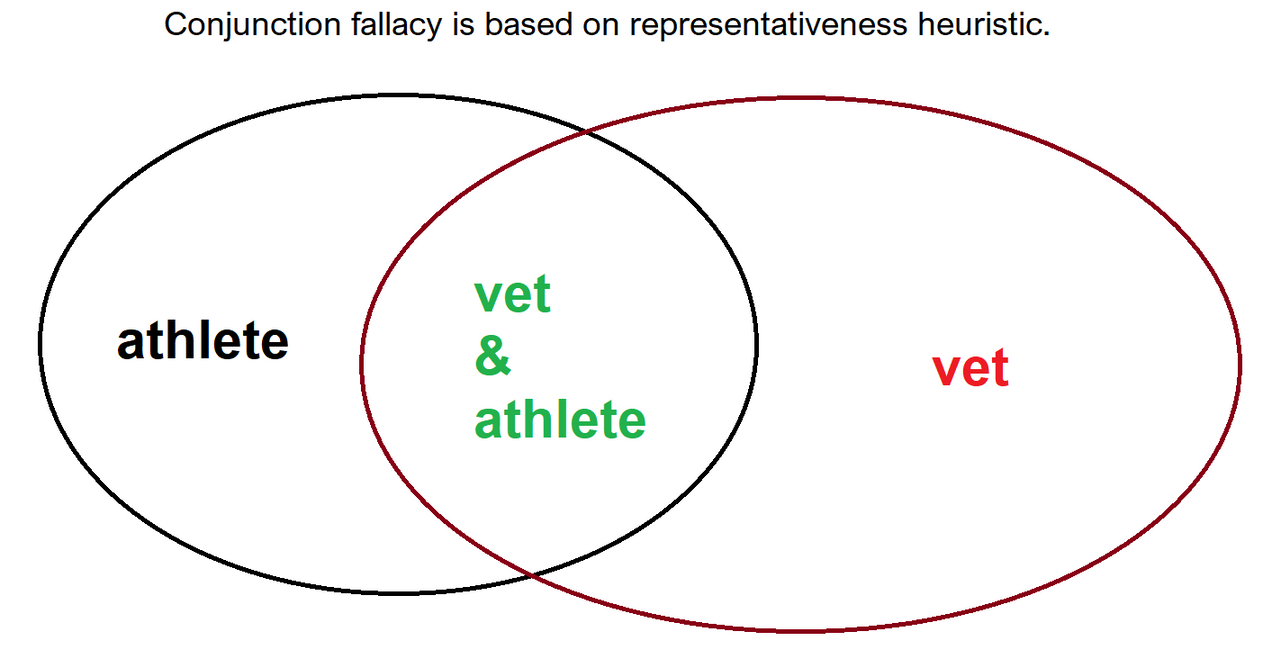 Conjunction fallacy is based on representativeness heuristic.
athlete
vet
&
athlete
vet